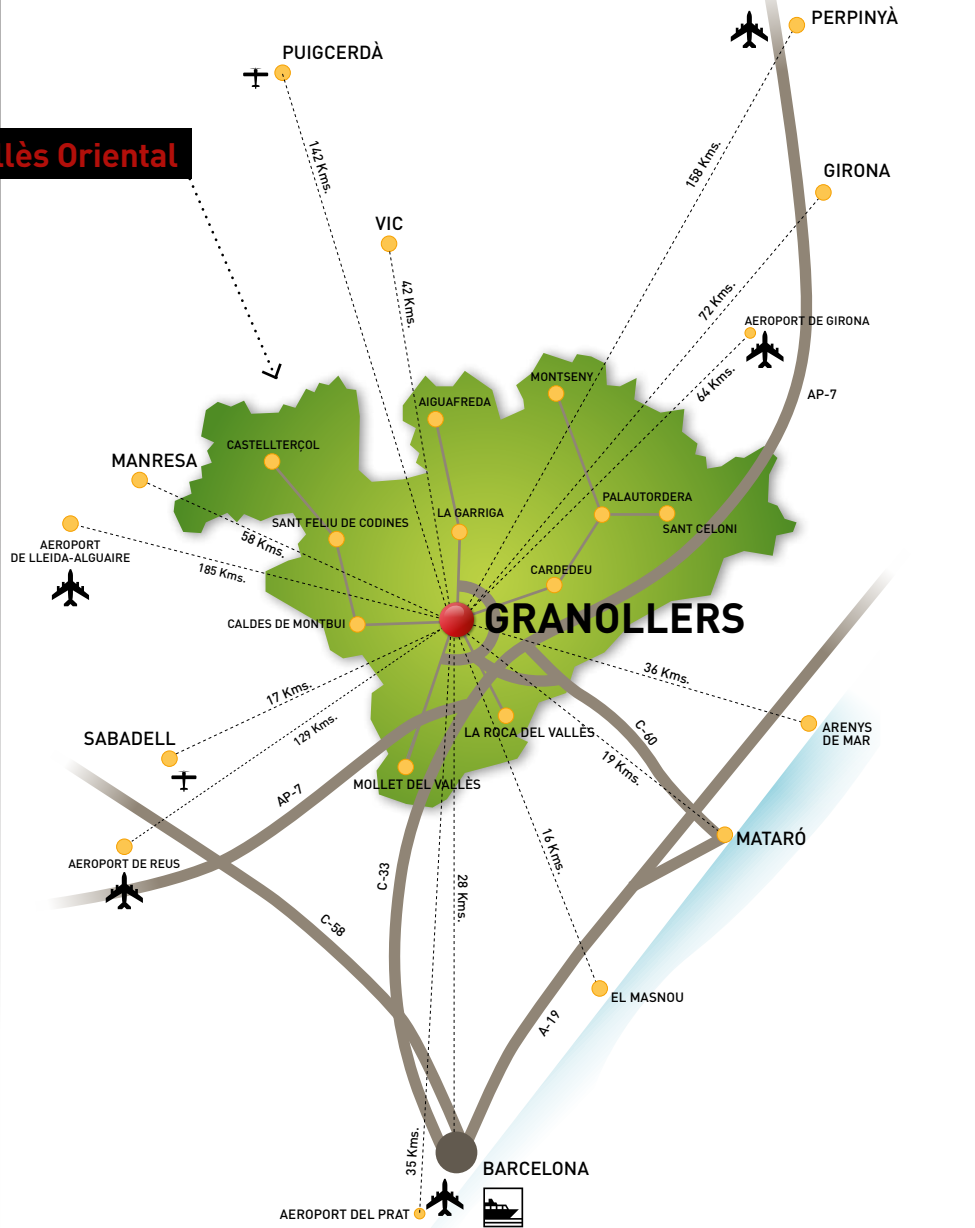 PERPINYÀ
PUIGCERDÀ
llès Oriental
142 Kms.
158 Kms.
GIRONA
VIC
42 Kms.
72 Kms.
AEROPORT DE GIRONA
64 Kms.
AP-7
MONTSENY
AIGUAFREDA
CASTELLTERÇOL
MANRESA
PALAUTORDERA
LA GARRIGA
SANT FELIU DE CODINES
SANT CELONI
58 Kms.
AEROPORT
DE LLEIDA-ALGUAIRE
185 Kms.
CARDEDEU
CALDES DE MONTBUI
GRANOLLERS
36 Kms.
17 Kms.
129 Kms.
C-60
LA ROCA DEL VALLÈS
ARENYS
DE MAR
SABADELL
19 Kms.
MOLLET DEL VALLÈS
AP-7
MATARÓ
16 Kms.
AEROPORT DE REUS
C-33
28 Kms.
C-58
EL MASNOU
A-19
35 Kms.
BARCELONA
AEROPORT DEL PRAT